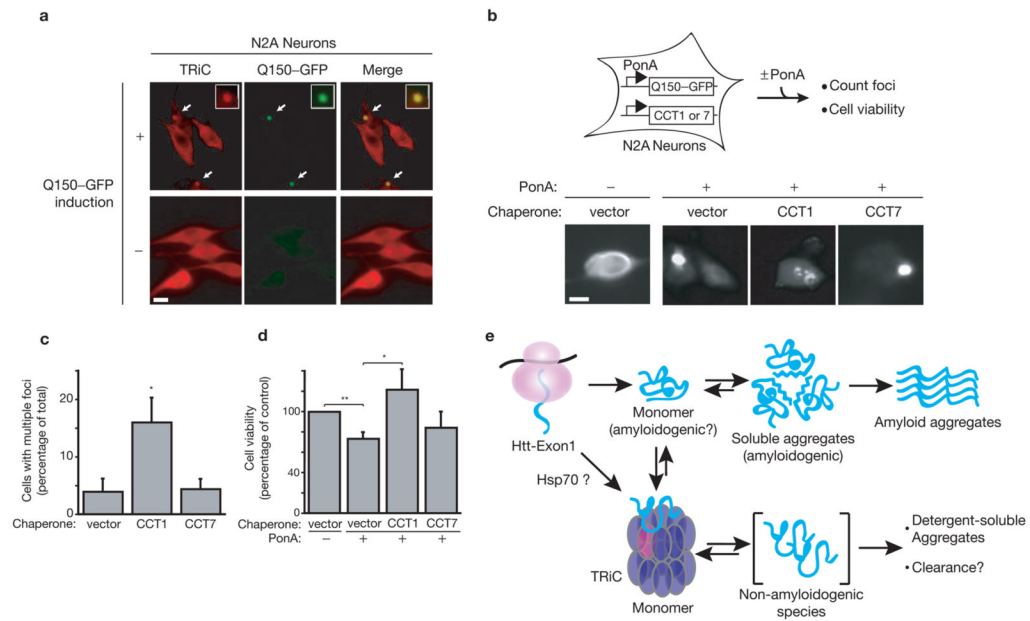 a
N2A Neurons
TRiC Q150–GFP Merge
+
Q150–GFP
induction
–
b
PonA
Q150–GFP
CCT1 or 7
N2A Neurons
±PonA
• Count foci
• Cell viability
PonA: – + + +
Chaperone: vector vector CCT1 CCT7
c
Cells with multiple foci
(percentage of total)
20
10
0
*
Chaperone: vector CCT1 CCT7
d
Cell viability
(percentage of control)
100
80
40
20
0
**
*
Chaperone: vector vector CCT1 CCT7
PonA: – + + +
e
Htt-Exon1
Monomer
(amyloidogenic?)
Soluble aggregates
(amyloidogenic)
Amyloid aggregates
Hsp70 ?
TRiC
Monomer
Non-amyloidogenic
species
• Detergent-soluble
Aggregates
• Clearance?